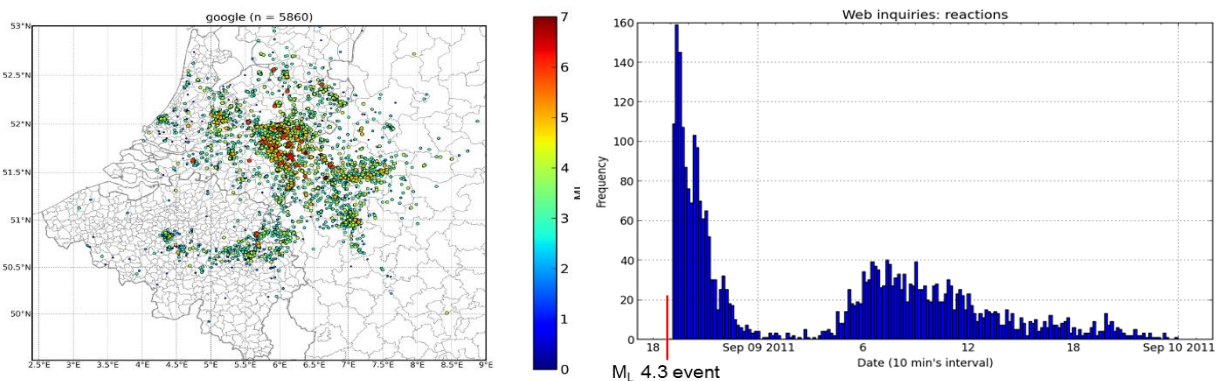 google (n = 5860)
53°N
52.5°N
52°N
51.5°N
51°N
50.5°N
50°N
2.5°E 3°E 3.5°E 4°E 4.5°E 5°E 5.5°E 6°E 6.5°E 7°E 7.5°E 8°E 8.5°E 9°E
7
6
5
4
3
2
1
0
MI
Web inquiries: reactions
160
140
120
100
80
60
40
20
0
Frequency
18 Sep 09 2011 6 12 18 Sep 10 2011
Date (10 min's interval)
M_L 4.3 event